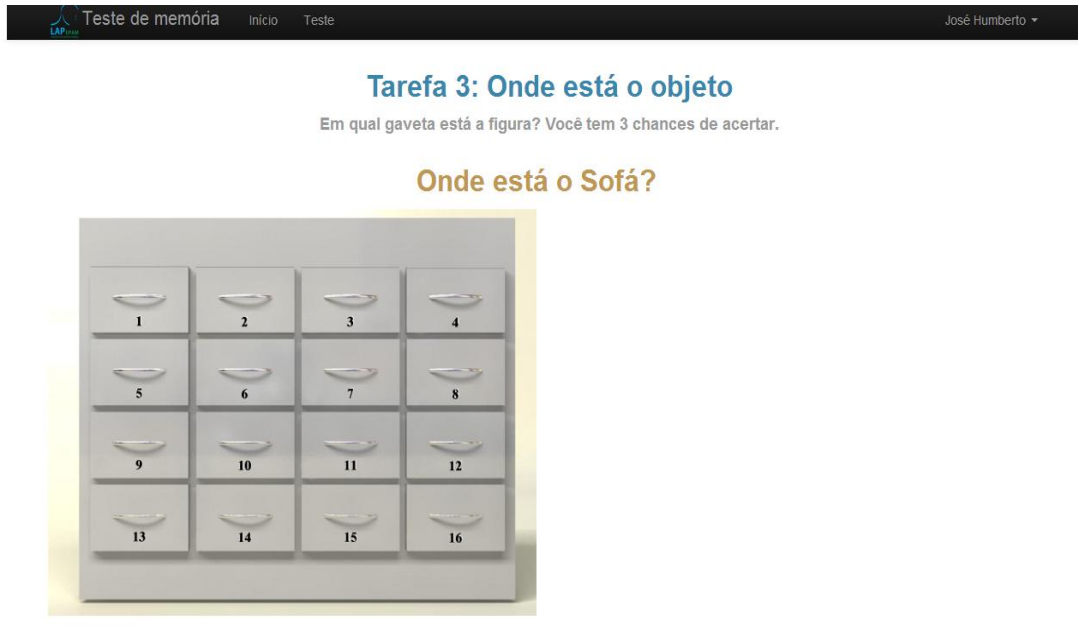 Teste de memória Início Teste José Humberto
LAP
Tarefa 3: Onde está o objeto
Em qual gaveta está a figura? Você tem 3 chances de acertar.
Onde está o Sofá?
1 2 3 4
5 6 7 8
9 10 11 12
13 14 15 16